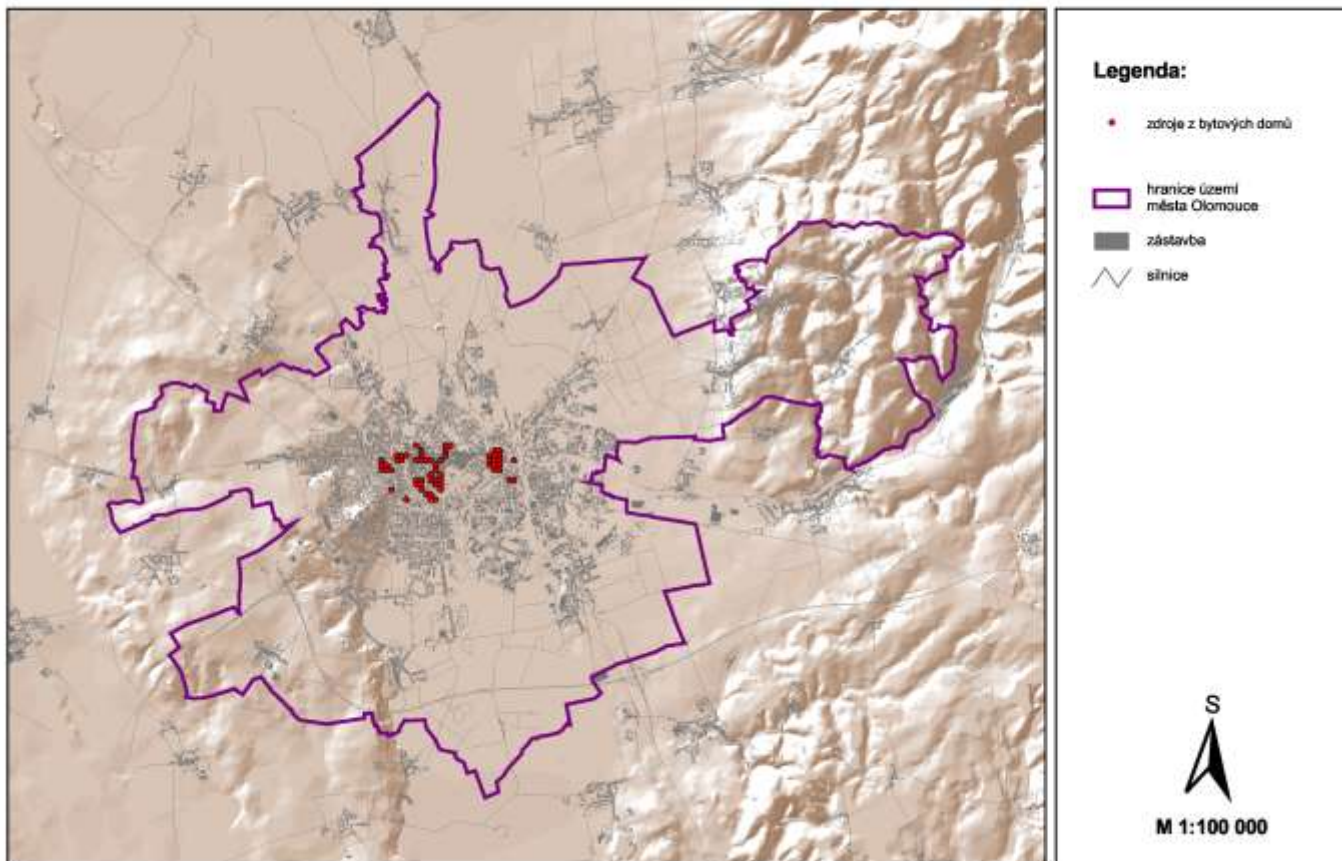 Legenda:
zdroje z bytových domů
hranice území
města Olomouce
zástavba
silnice
S
M 1:100 000